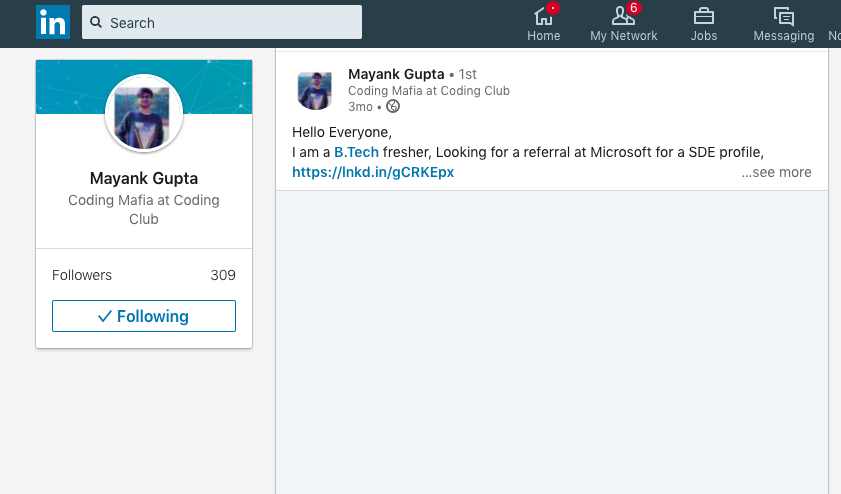 in
Search
Home
6
My Network
Jobs
Messaging
Mayank Gupta
Coding Mafia at Coding
Club
Followers 309
Following
Mayank Gupta • 1st
Coding Mafia at Coding Club
3mo •
Hello Everyone,
I am a B.Tech fresher, Looking for a referral at Microsoft for a SDE profile,
https://lnkd.in/gCRKEpx ...see more